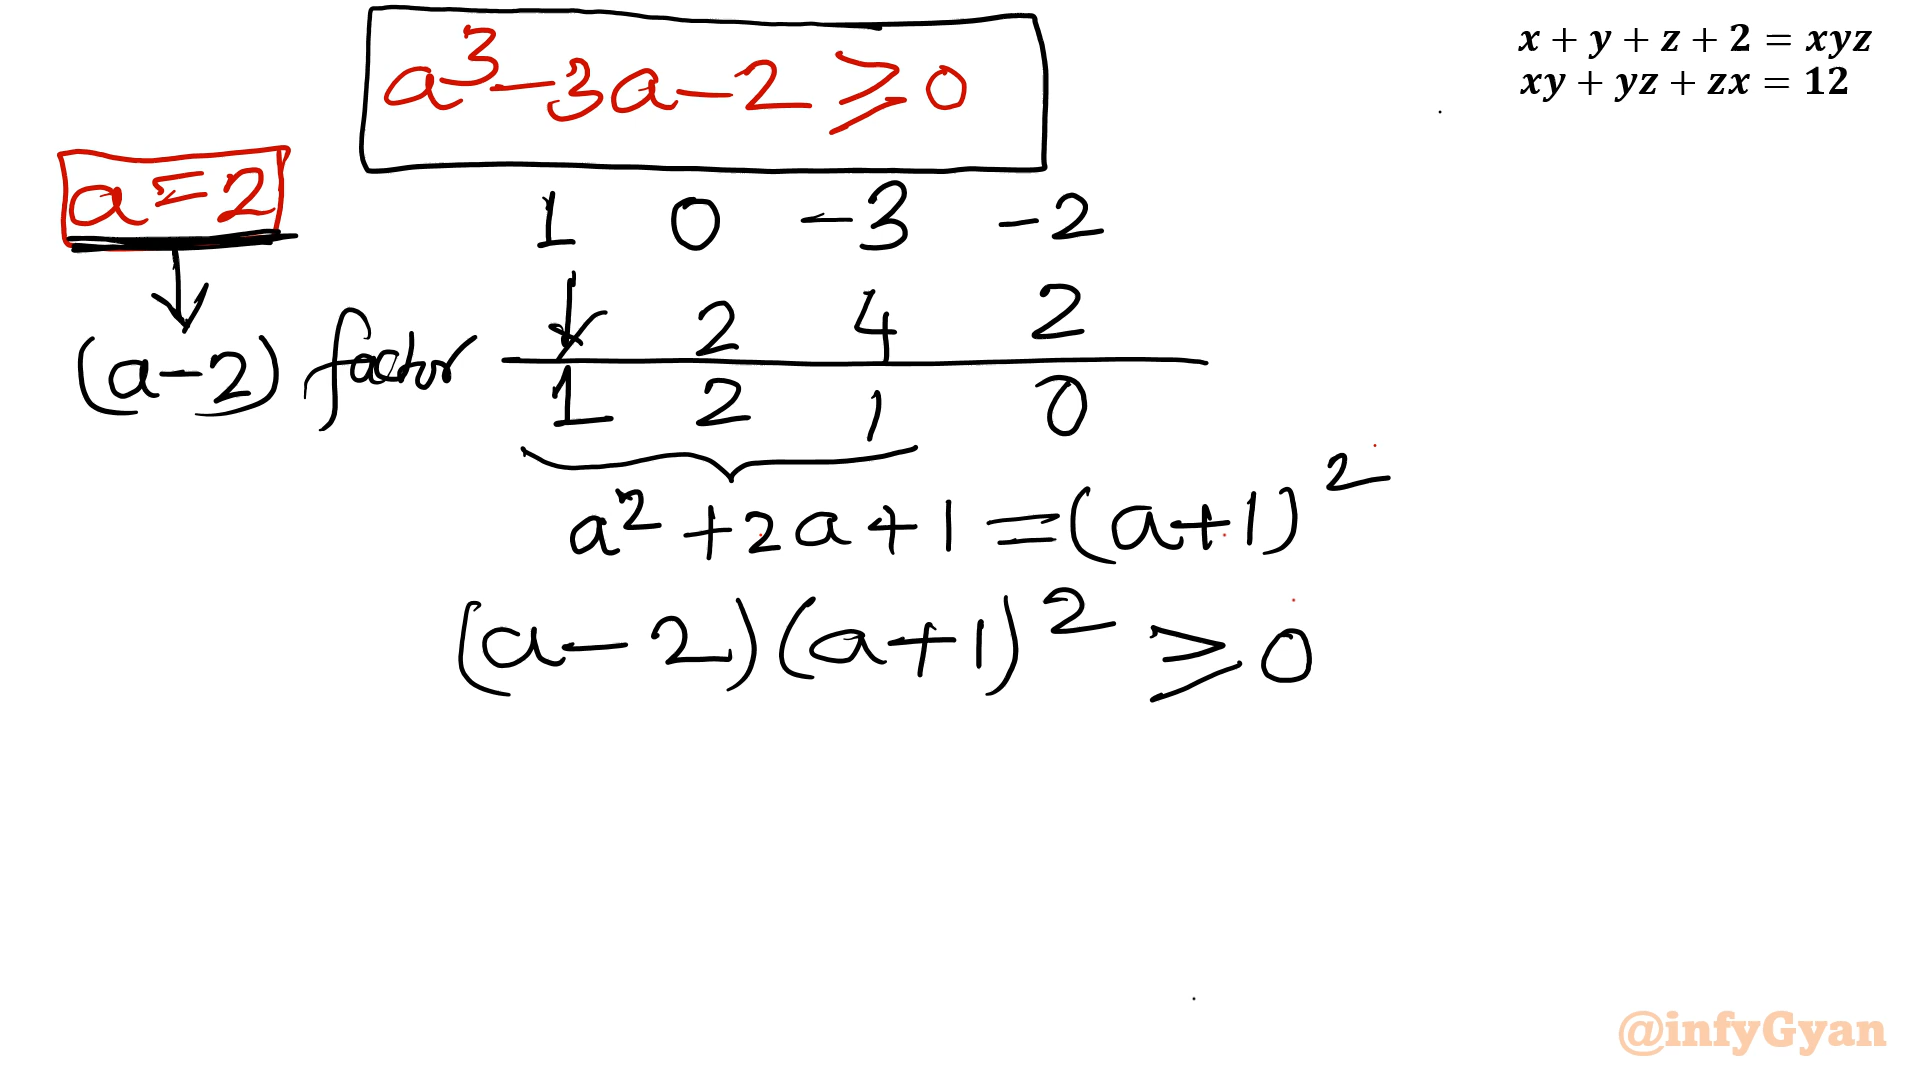 a³ - 3a - 2 ≥ 0
x + y + z + 2 = xyz
xy + yz + zx = 12
a = 2
1 0 -3 -2
2 4 2
(a - 2) factor
1 2 1 0
a² + 2a + 1 = (a + 1)²
(a - 2)(a + 1)² ≥ 0
@infyGyan